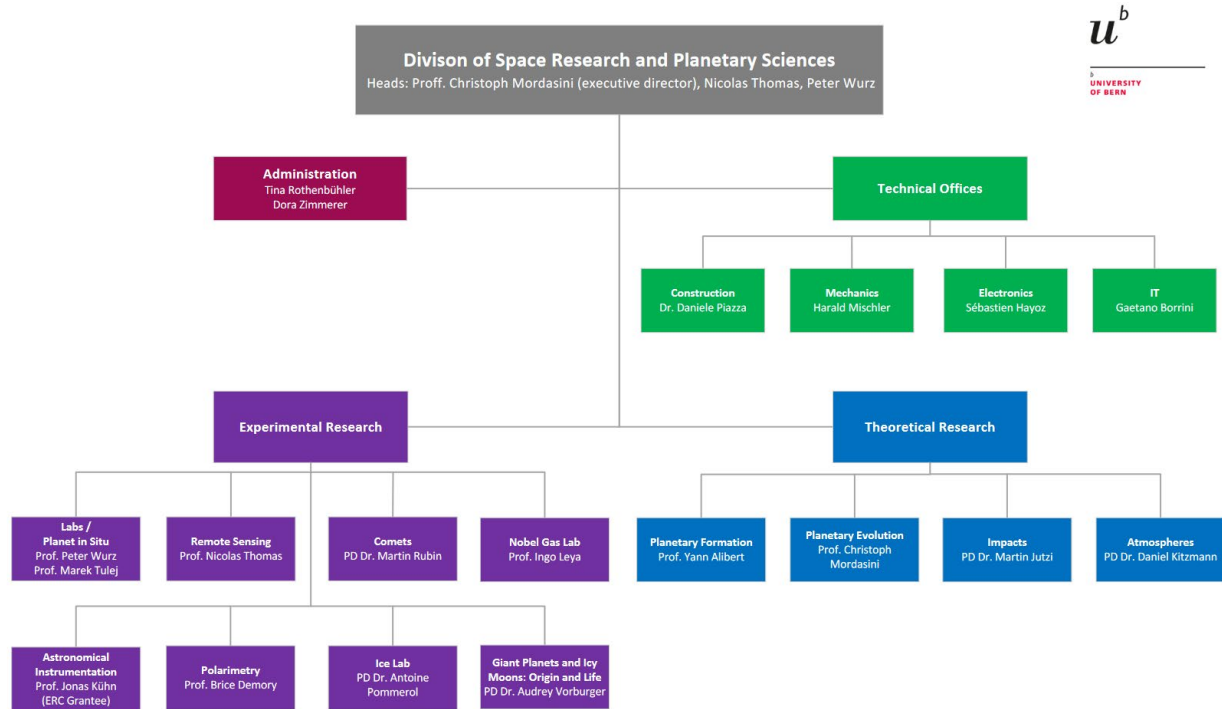 Divison of Space Research and Planetary Sciences
Heads: Proff. Christoph Mordasini (executive director), Nicolas Thomas, Peter Wurz
u
b
b
UNIVERSITY
OF BERN
Administration
Tina Rothenbühler
Dora Zimmerer
Technical Offices
Construction
Dr. Daniele Piazza
Mechanics
Harald Mischler
Electronics
Sébastien Hayoz
IT
Gaetano Borrini
Experimental Research
Theoretical Research
Labs /
Planet in Situ
Prof. Peter Wurz
Prof. Marek Tulej
Remote Sensing
Prof. Nicolas Thomas
Comets
PD Dr. Martin Rubin
Nobel Gas Lab
Prof. Ingo Leya
Planetary Formation
Prof. Yann Alibert
Planetary Evolution
Prof. Christoph
Mordasini
Impacts
PD Dr. Martin Jutzi
Atmospheres
PD Dr. Daniel Kitzmann
Astronomical
Instrumentation
Prof. Jonas Kühn
(ERC Grantee)
Polarimetry
Prof. Brice Demory
Ice Lab
PD Dr. Antoine
Pommerol
Giant Planets and Icy
Moons: Origin and Life
PD Dr. Audrey Vorburger